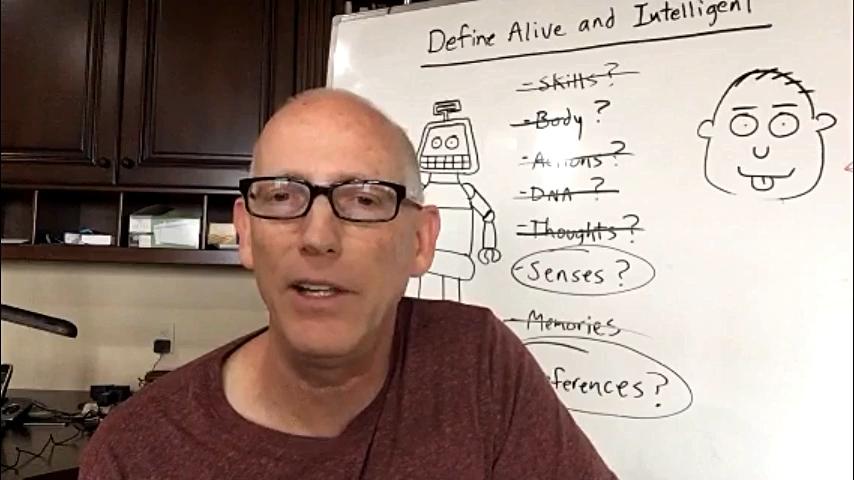 Define Alive and Intelligent
- Skills?
- Body?
- Actions?
- DNA?
- Thoughts?
- Senses?
- Memories
ferences?